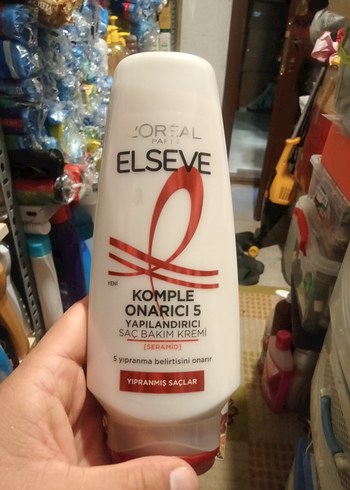 L'ORÉAL
PARIS
ELSEVE
YENİ
KOMPLE
ONARICI 5
YAPILANDIRICI
SAÇ BAKIM KREMİ
[SERAMİD]
5 yıpranma belirtisini onarır
YIPRANMIŞ SAÇLAR